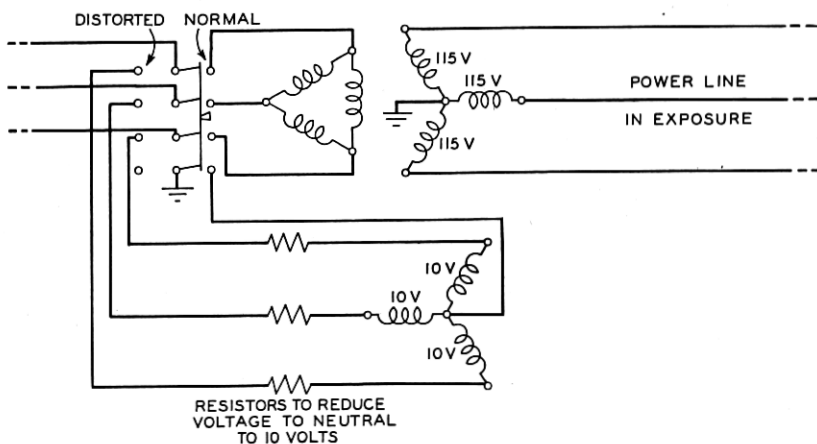 DISTORTED
NORMAL
115 V
115 V
POWER LINE
IN EXPOSURE
115 V
10 V
10 V
10 V
RESISTORS TO REDUCE
VOLTAGE TO NEUTRAL
TO 10 VOLTS